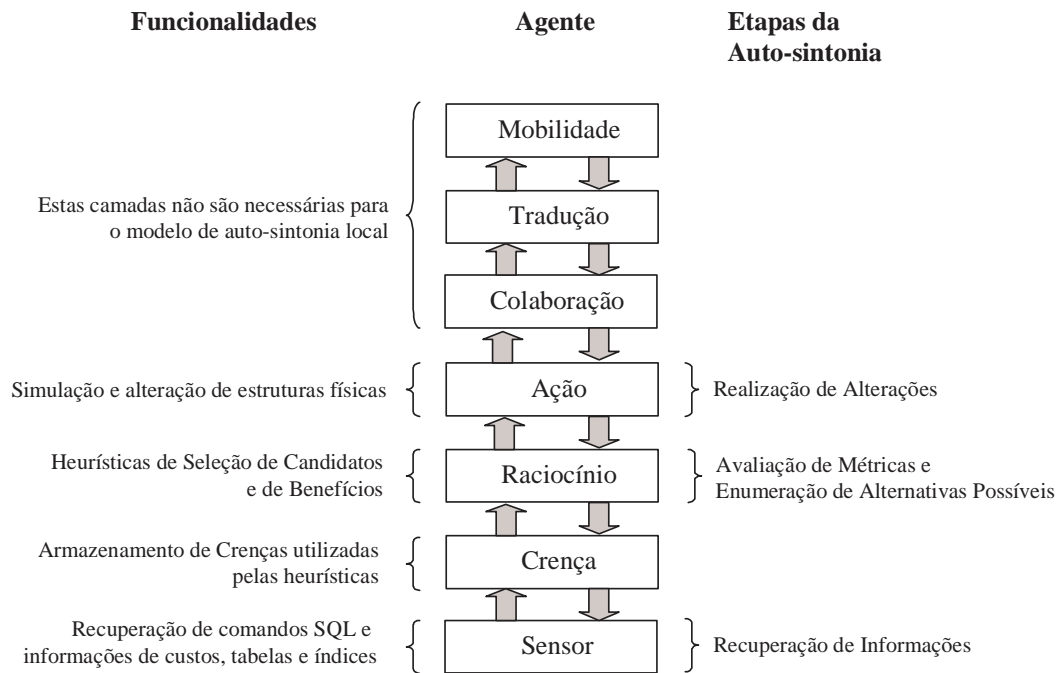 Funcionalidades
Agente
Etapas da
Auto-sintonia
Mobilidade
Estas camadas não são necessárias para
o modelo de auto-sintonia local
Tradução
Colaboração
Simulação e alteração de estruturas físicas
Ação
Realização de Alterações
Heurísticas de Seleção de Candidatos
e de Benefícios
Raciocínio
Avaliação de Métricas e
Enumeração de Alternativas Possíveis
Armazenamento de Crenças utilizadas
pelas heurísticas
Crença
Recuperação de comandos SQL e
informações de custos, tabelas e índices
Sensor
Recuperação de Informações